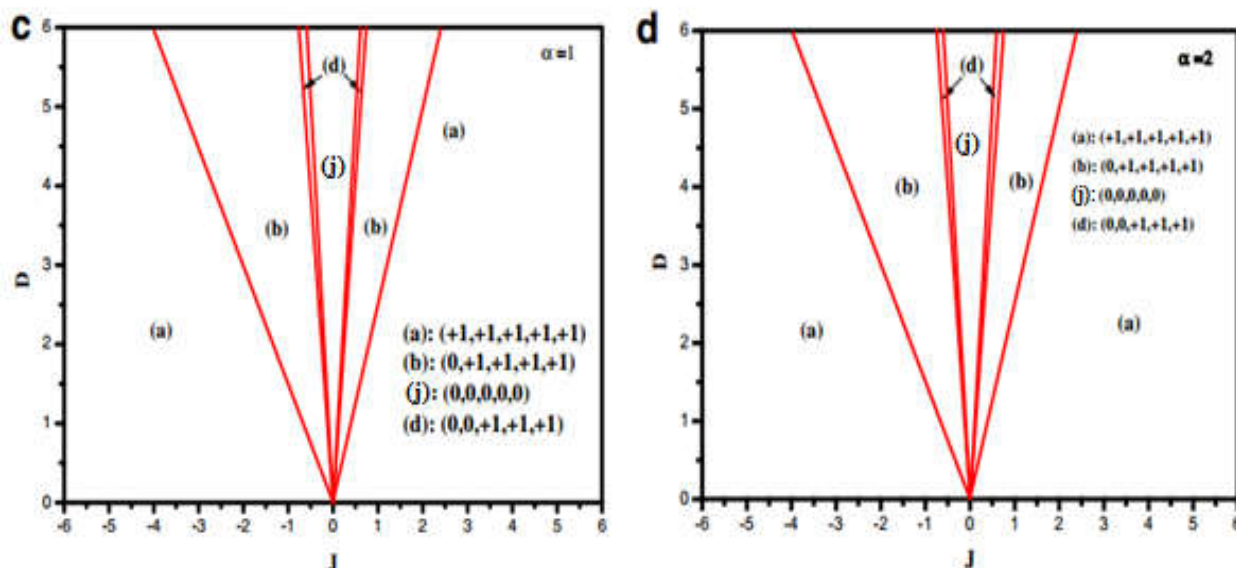 c
α=1
6
5
4
3
2
1
0
D
(d)
(a)
(j)
(b)
(b)
(a)
(a): (+1,+1,+1,+1,+1)
(b): (0,+1,+1,+1,+1)
(j): (0,0,0,0,0)
(d): (0,0,+1,+1,+1)
-6 -5 -4 -3 -2 -1 0 1 2 3 4 5 6
J
d
α=2
6
5
4
3
2
1
0
D
(d)
(j)
(b)
(b)
(a)
(a)
(a): (+1,+1,+1,+1,+1)
(b): (0,+1,+1,+1,+1)
(j): (0,0,0,0,0)
(d): (0,0,+1,+1,+1)
-6 -5 -4 -3 -2 -1 0 1 2 3 4 5 6
J